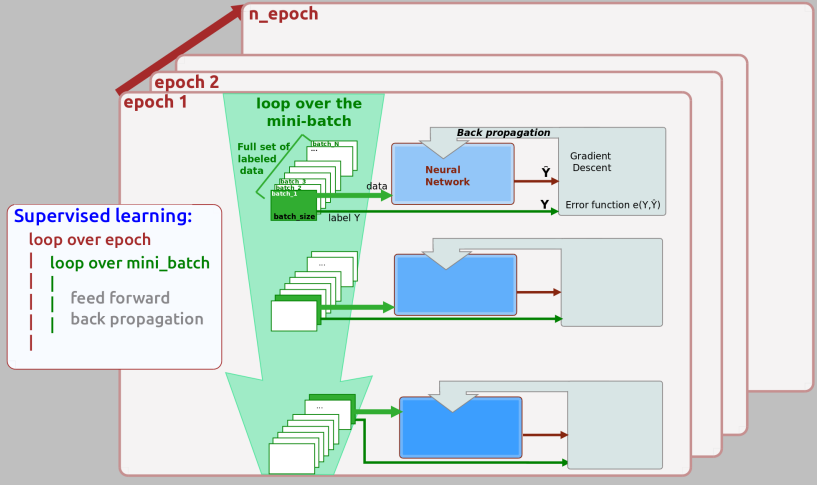 n_epoch
epoch 2
epoch 1
loop over the
mini-batch
Full set of
labeled
data
batch_N
...
batch_3
batch_2
batch_1
batch_size
data
label Y
Back propagation
Neural
Network
Ŷ
Y
Gradient
Descent
Error function e(Y,Ŷ)
Supervised learning:
loop over epoch
loop over mini_batch
feed forward
back propagation
...
...